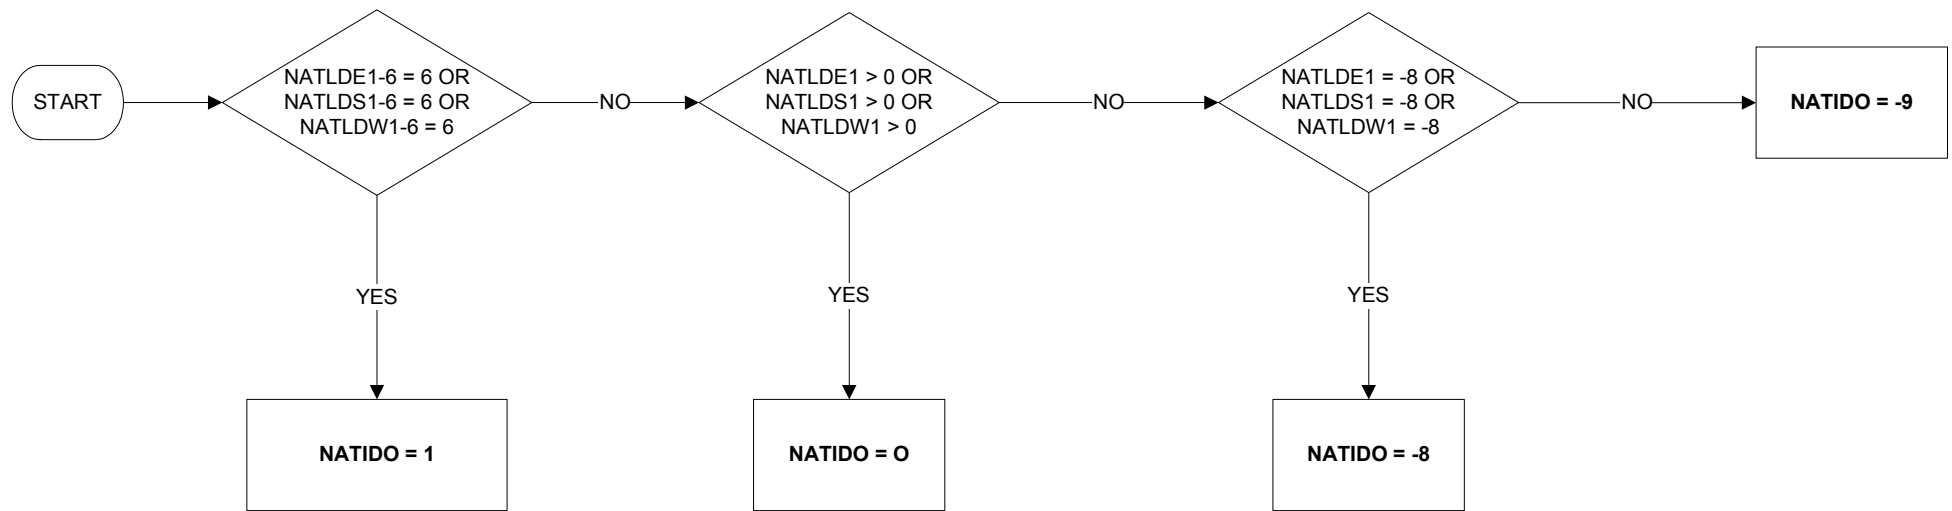 START
NATLDE1-6 = 6 OR
NATLDS1-6 = 6 OR
NATLDW1-6 = 6
NO
NATLDE1 > 0 OR
NATLDS1 > 0 OR
NATLDW1 > 0
NO
NATLDE1 = -8 OR
NATLDS1 = -8 OR
NATLDW1 = -8
NO
NATIDO = -9
YES
YES
YES
NATIDO = 1
NATIDO = O
NATIDO = -8